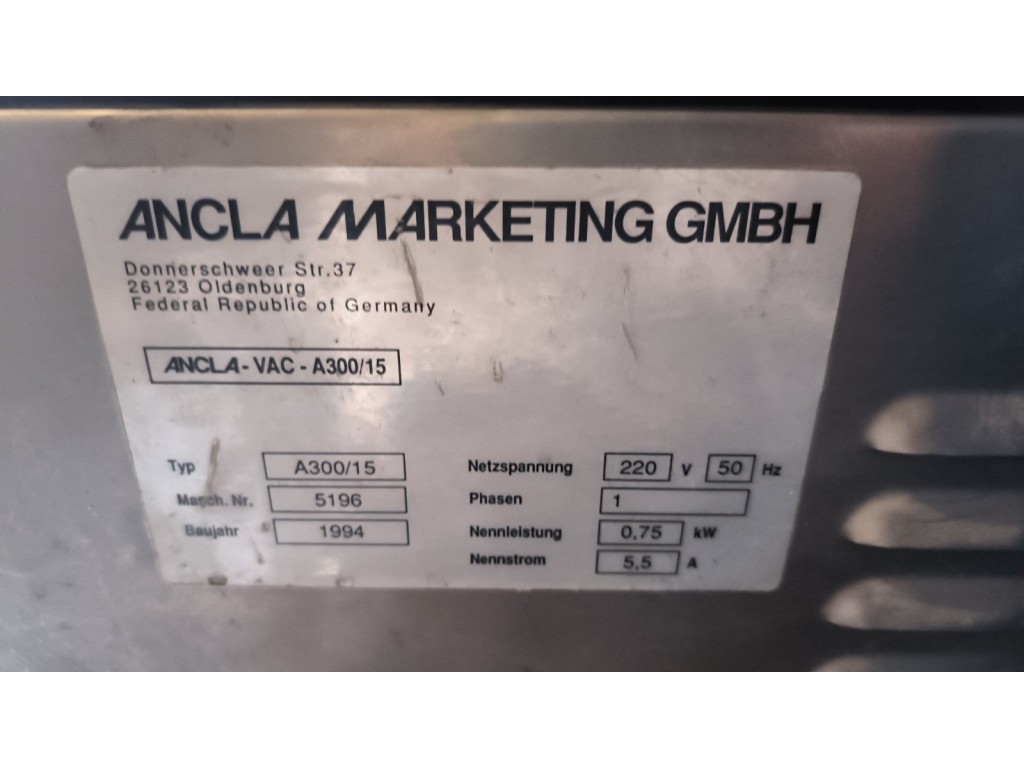 ANCLA MARKETING GMBH
Donnerschweer Str.37
26123 Oldenburg
Federal Republic of Germany
ANCLA-VAC-A300/15
Typ A300/15 Netzspannung 220 V 50 Hz
Masch. Nr. 5196 Phasen 1
Baujahr 1994 Nennleistung 0,75 kW
Nennstrom 5,5 A